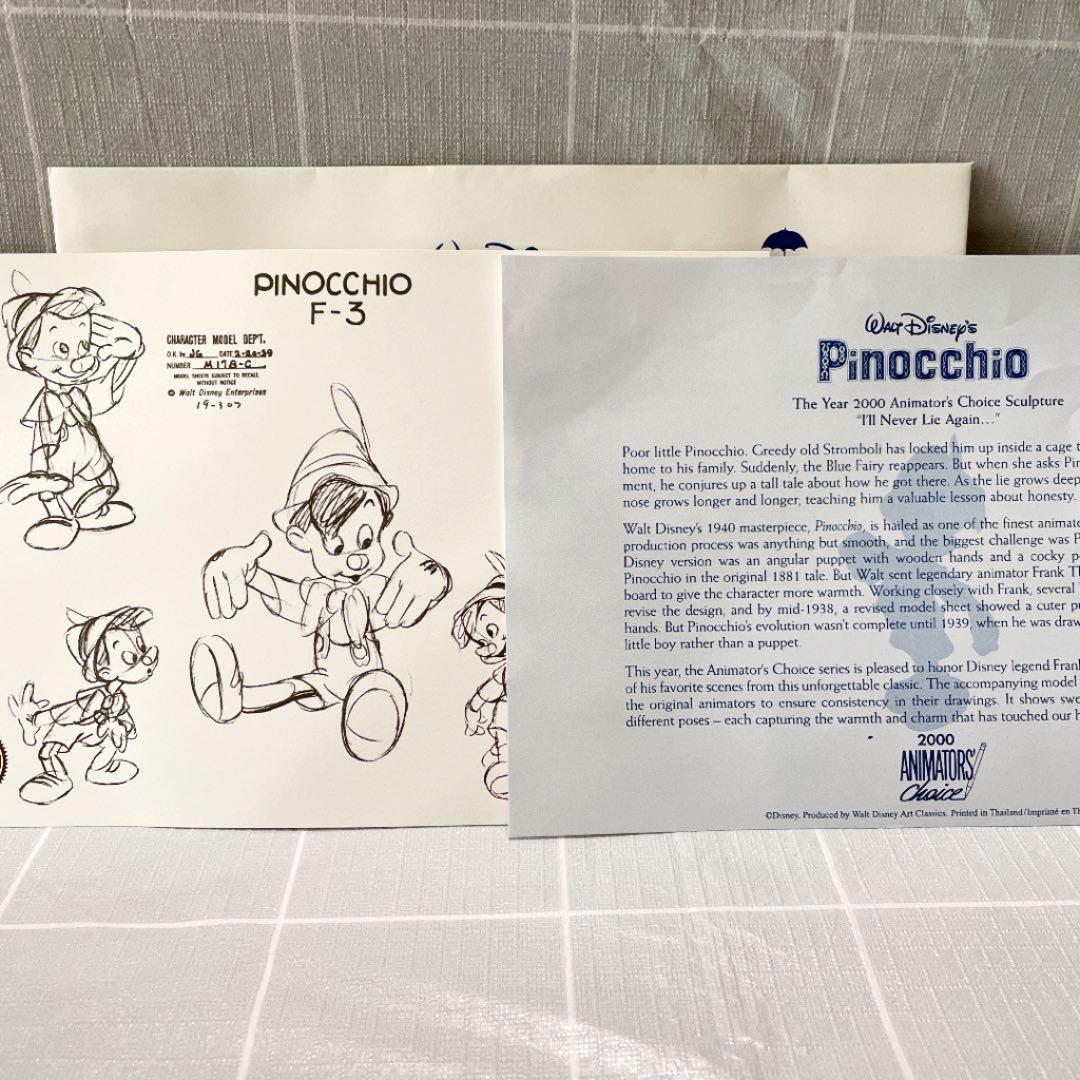 PINOCCHIO
F-3
CHARACTER MODEL DEPT.
O.K. by JG DATE 2-20-39
NUMBER M178-C
MODEL SHEETS SUBJECT TO RECALL
WITHOUT NOTICE
© Walt Disney Enterprises
19-307
WALT DISNEY'S
Pinocchio
The Year 2000 Animator's Choice Sculpture
"I'll Never Lie Again..."
Poor little Pinocchio. Greedy old Stromboli has locked him up inside a cage
home to his family. Suddenly, the Blue Fairy reappears. But when she asks
ment, he conjures up a tall tale about how he got there. As the lie grows
nose grows longer and longer, teaching him a valuable lesson about honesty.
Walt Disney's 1940 masterpiece, Pinocchio, is hailed as one of the finest
production process was anything but smooth, and the biggest challenge was
Disney version was an angular puppet with wooden hands and a cocky
Pinocchio in the original 1881 tale. But Walt sent legendary animator Frank
board to give the character more warmth. Working closely with Frank, several
revise the design, and by mid-1938, a revised model sheet showed a cuter
hands. But Pinocchio's evolution wasn't complete until 1939, when he was
little boy rather than a puppet.
This year, the Animator's Choice series is pleased to honor Disney legend
of his favorite scenes from this unforgettable classic. The accompanying model
the original animators to ensure consistency in their drawings. It shows
different poses – each capturing the warmth and charm that has touched our
2000
ANIMATORS'
Choice
©Disney. Produced by Walt Disney Art Classics. Printed in Thailand/Imprimé en